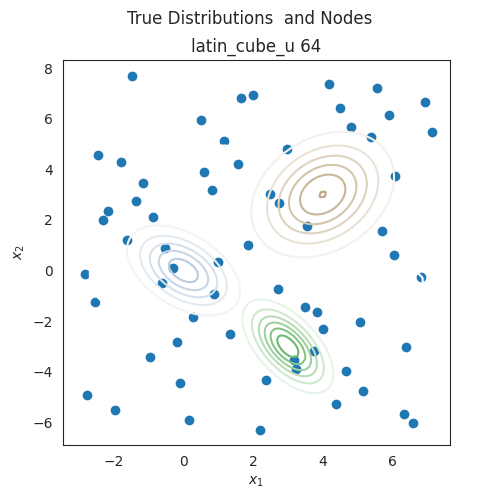 True Distributions and Nodes
latin_cube_u 64
8
6
4
2
0
−2
−4
−6
x₂
−2 0 2 4 6
x₁